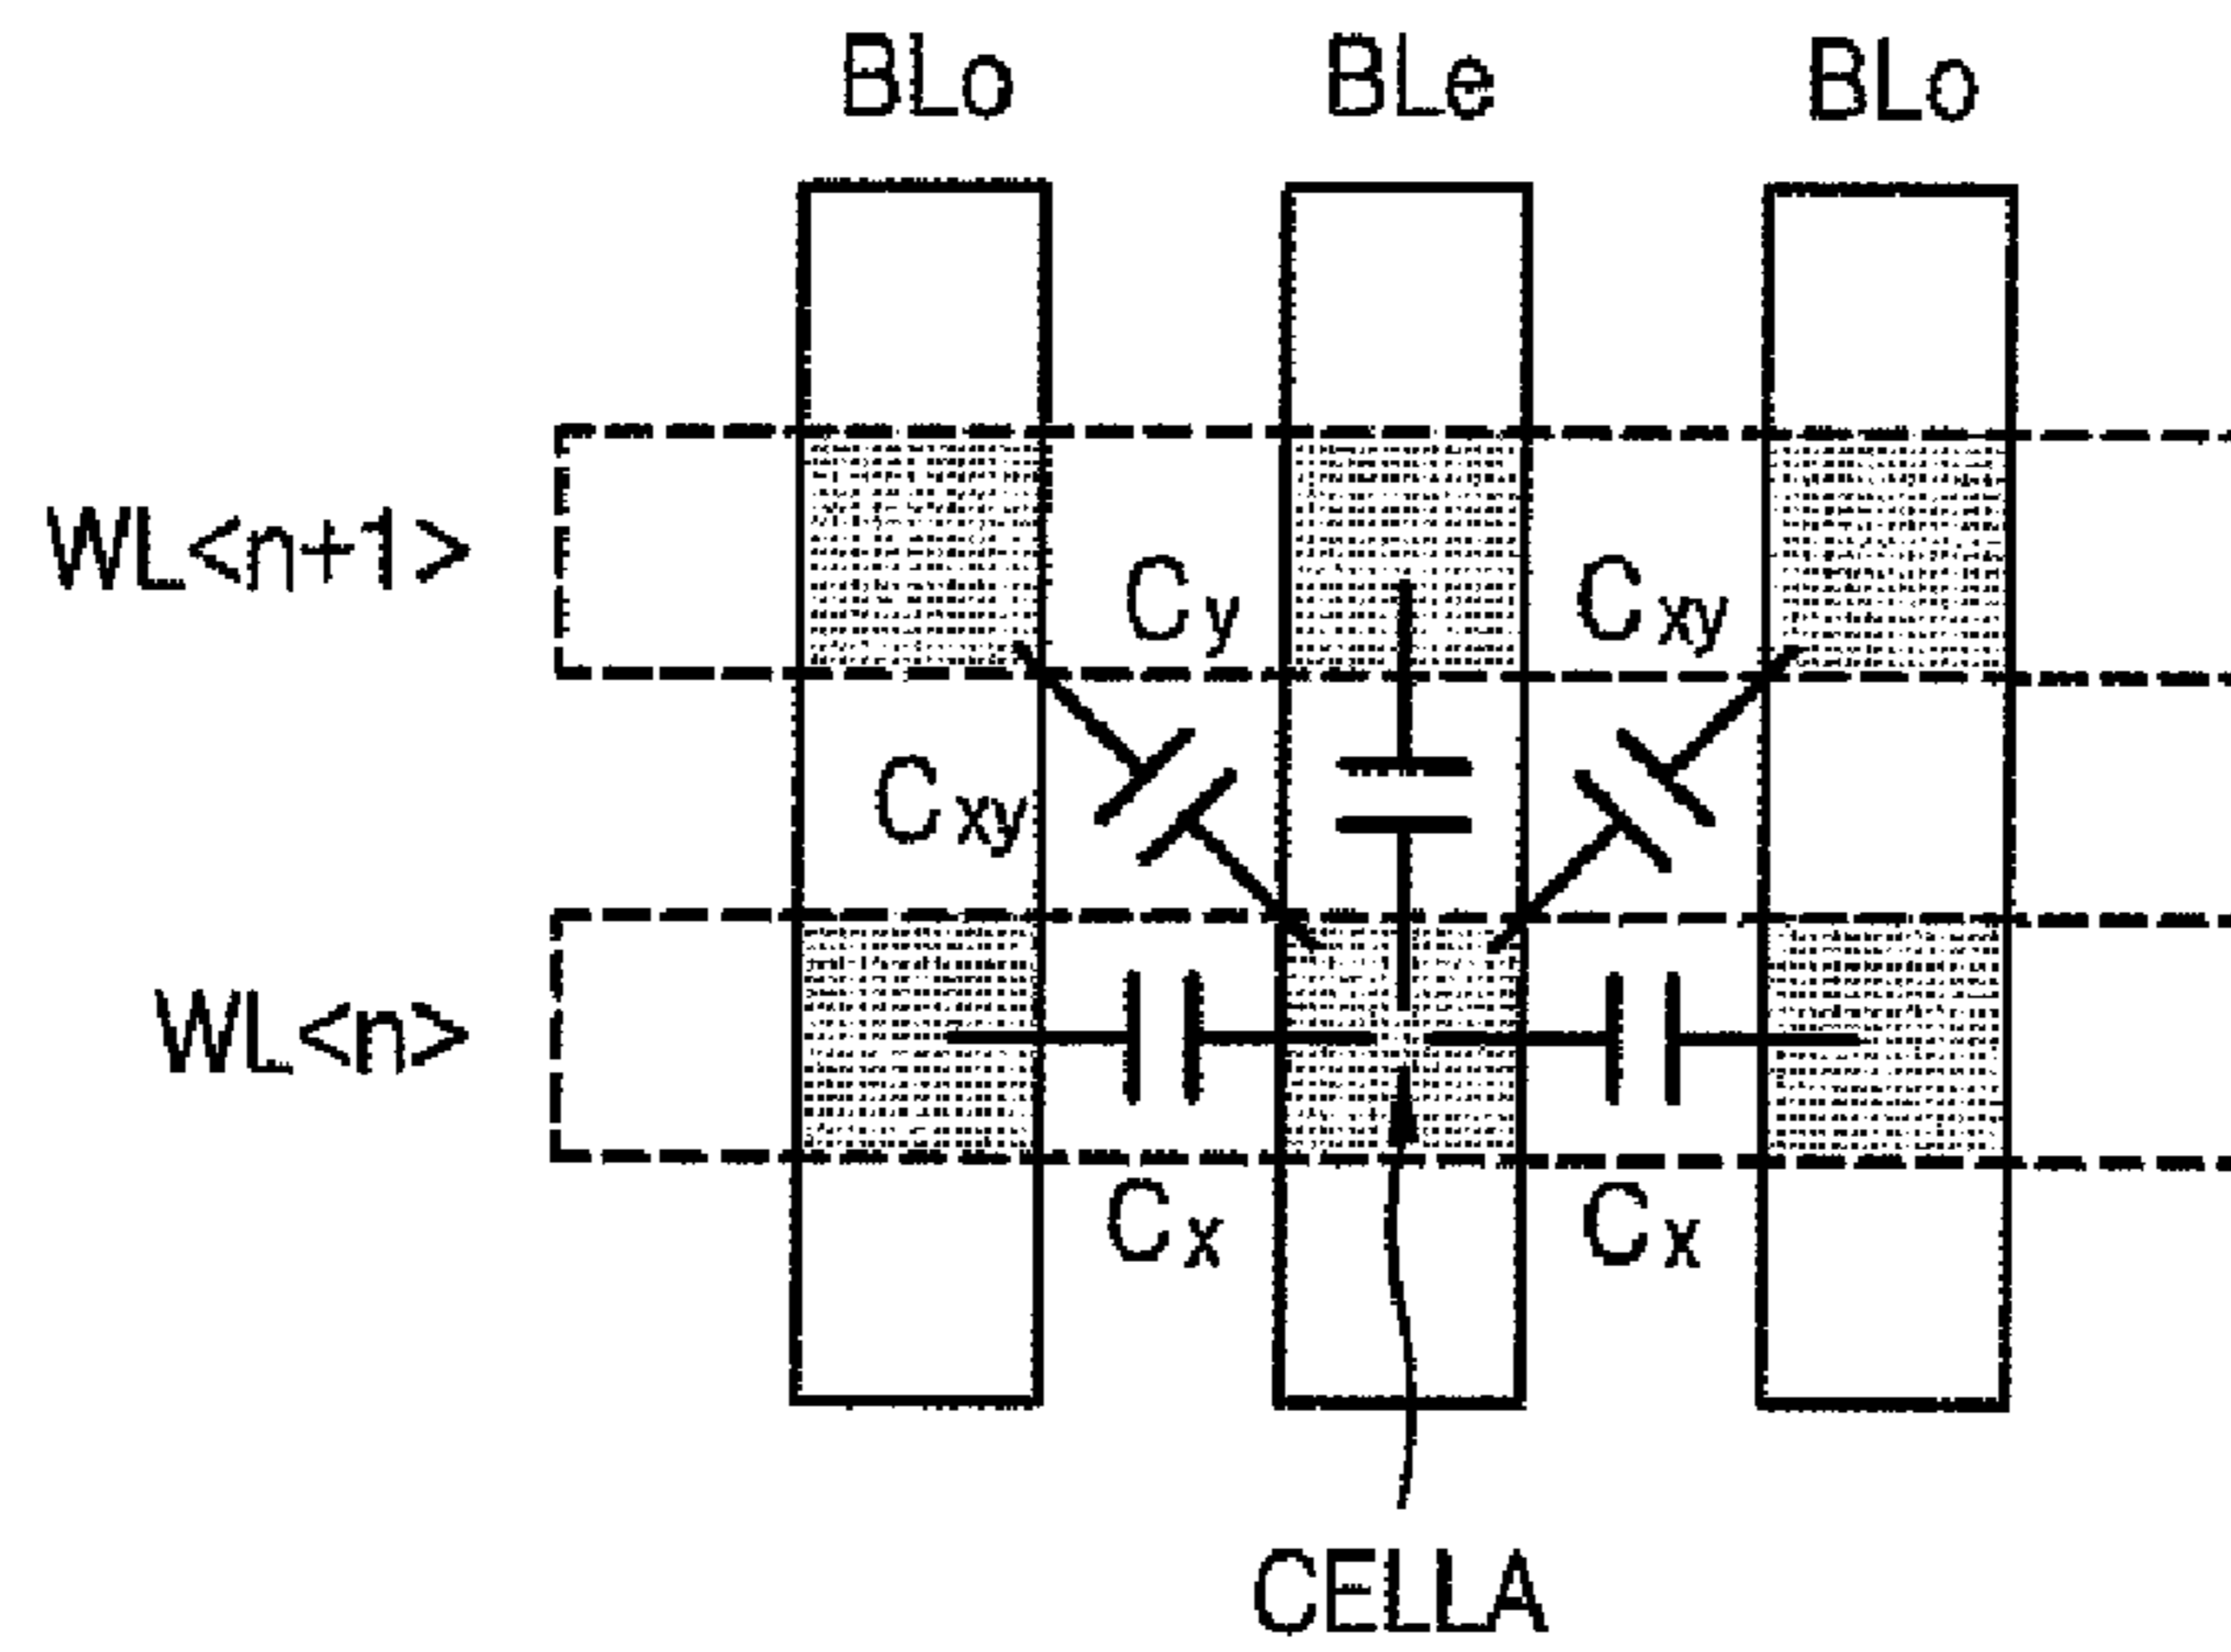 BLo BLe BLo
WL<n+1>
Cy Cxy
Cxy
WL<n>
Cx Cx
CELLA